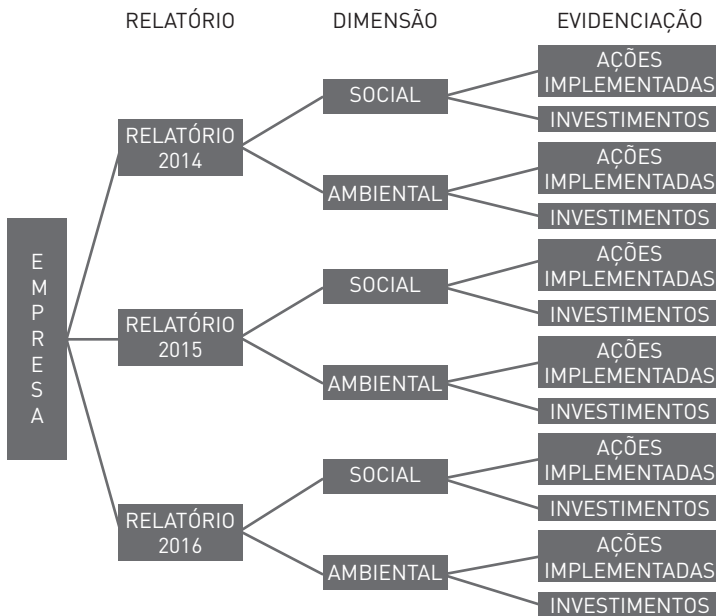 RELATÓRIO DIMENSÃO EVIDENCIAÇÃO
EMPRESA
RELATÓRIO
2014
SOCIAL
AÇÕES
IMPLEMENTADAS
INVESTIMENTOS
AMBIENTAL
AÇÕES
IMPLEMENTADAS
INVESTIMENTOS
RELATÓRIO
2015
SOCIAL
AÇÕES
IMPLEMENTADAS
INVESTIMENTOS
AMBIENTAL
AÇÕES
IMPLEMENTADAS
INVESTIMENTOS
RELATÓRIO
2016
SOCIAL
AÇÕES
IMPLEMENTADAS
INVESTIMENTOS
AMBIENTAL
AÇÕES
IMPLEMENTADAS
INVESTIMENTOS